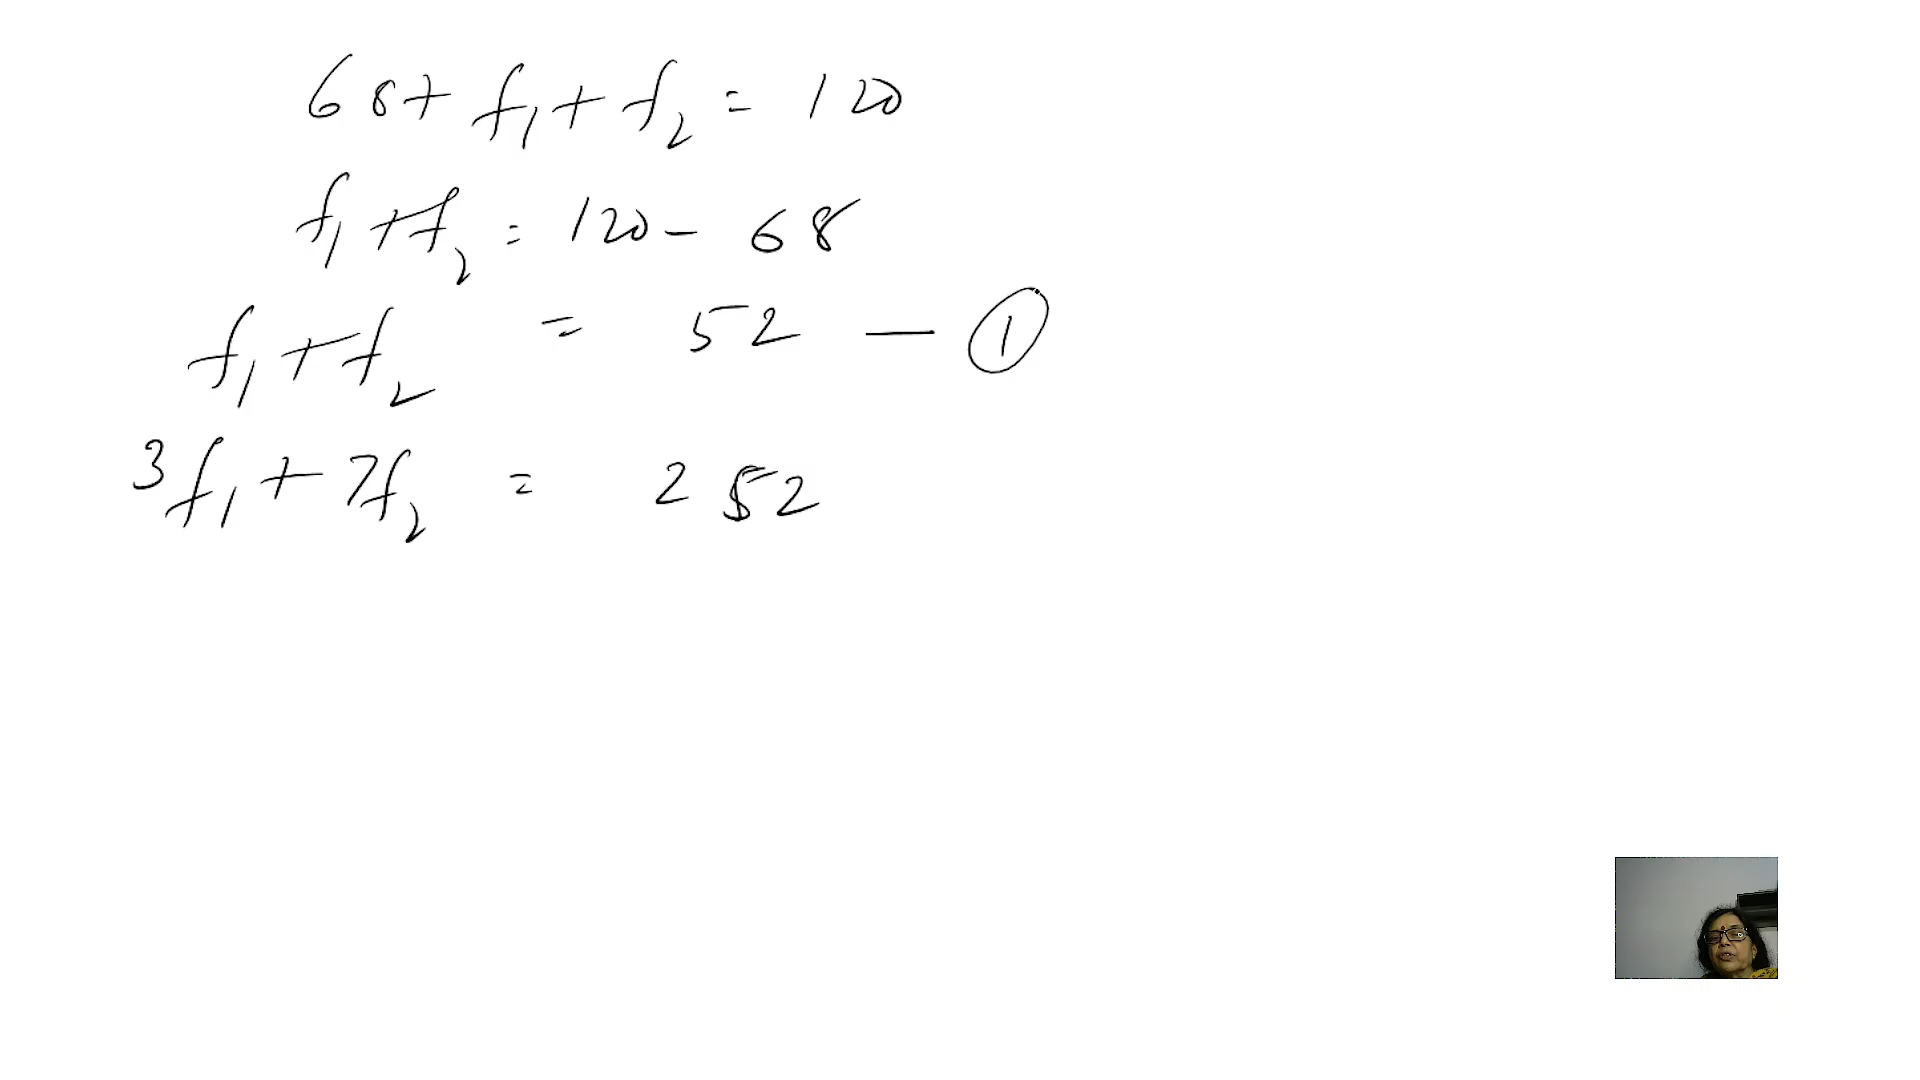 68 + f₁ + f₂ = 120
f₁ + f₂ = 120 - 68
f₁ + f₂ = 52 — ①
3f₁ + 7f₂ = 252